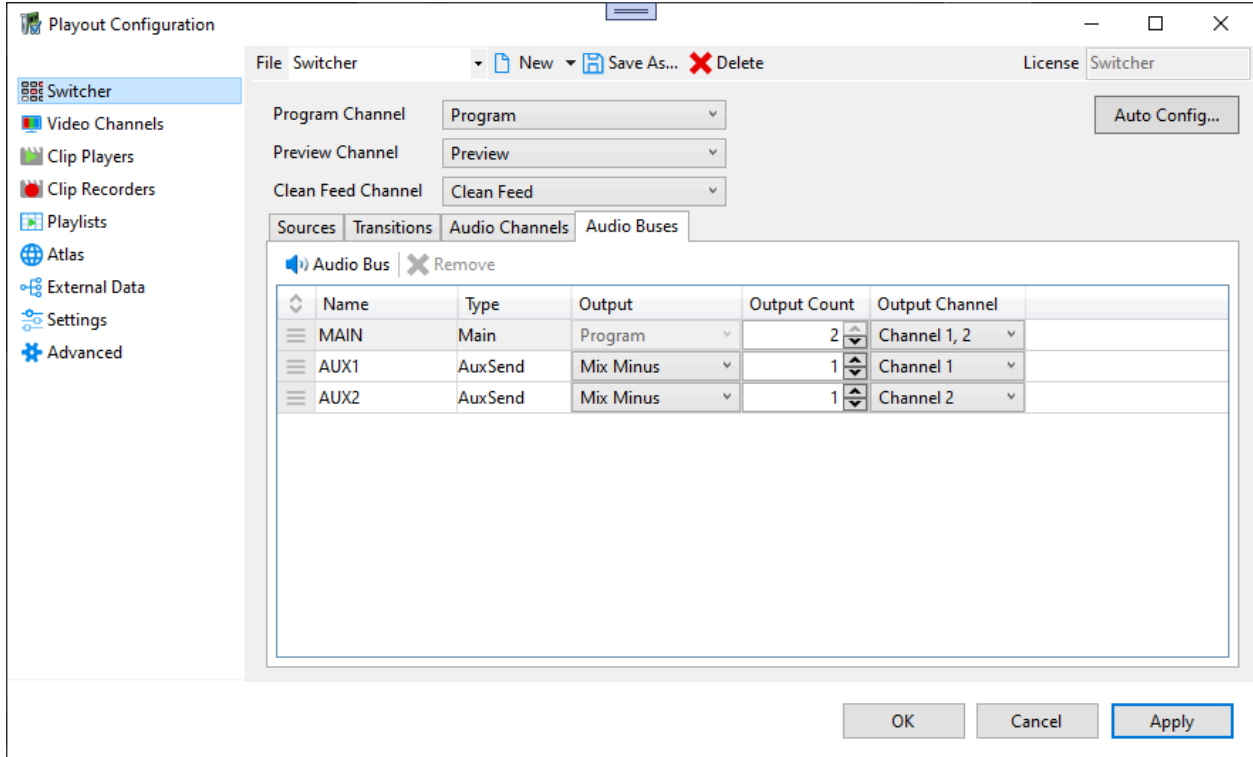 Playout Configuration
File Switcher New Save As... Delete License Switcher
Switcher
Video Channels
Clip Players
Clip Recorders
Playlists
Atlas
External Data
Settings
Advanced
Program Channel Program Auto Config...
Preview Channel Preview
Clean Feed Channel Clean Feed
Sources Transitions Audio Channels Audio Buses
Audio Bus Remove
Name Type Output Output Count Output Channel
MAIN Main Program 2 Channel 1, 2
AUX1 AuxSend Mix Minus 1 Channel 1
AUX2 AuxSend Mix Minus 1 Channel 2
OK Cancel Apply